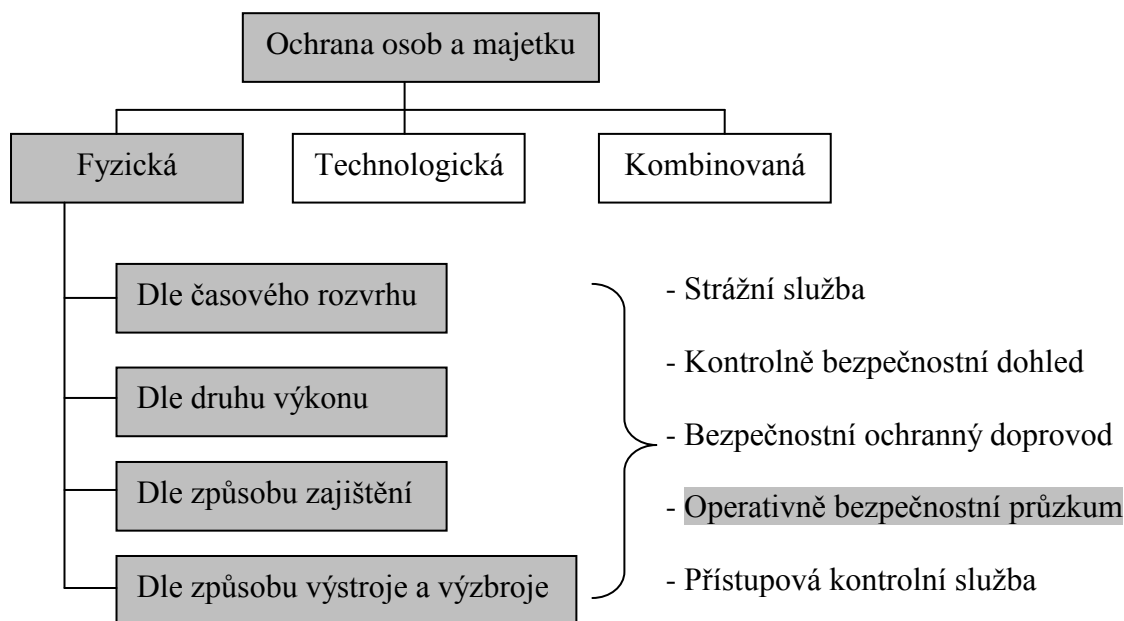 Ochrana osob a majetku
Fyzická
Technologická
Kombinovaná
Dle časového rozvrhu
Dle druhu výkonu
Dle způsobu zajištění
Dle způsobu výstroje a výzbroje
- Strážní služba
- Kontrolně bezpečnostní dohled
- Bezpečnostní ochranný doprovod
- Operativně bezpečnostní průzkum
- Přístupová kontrolní služba